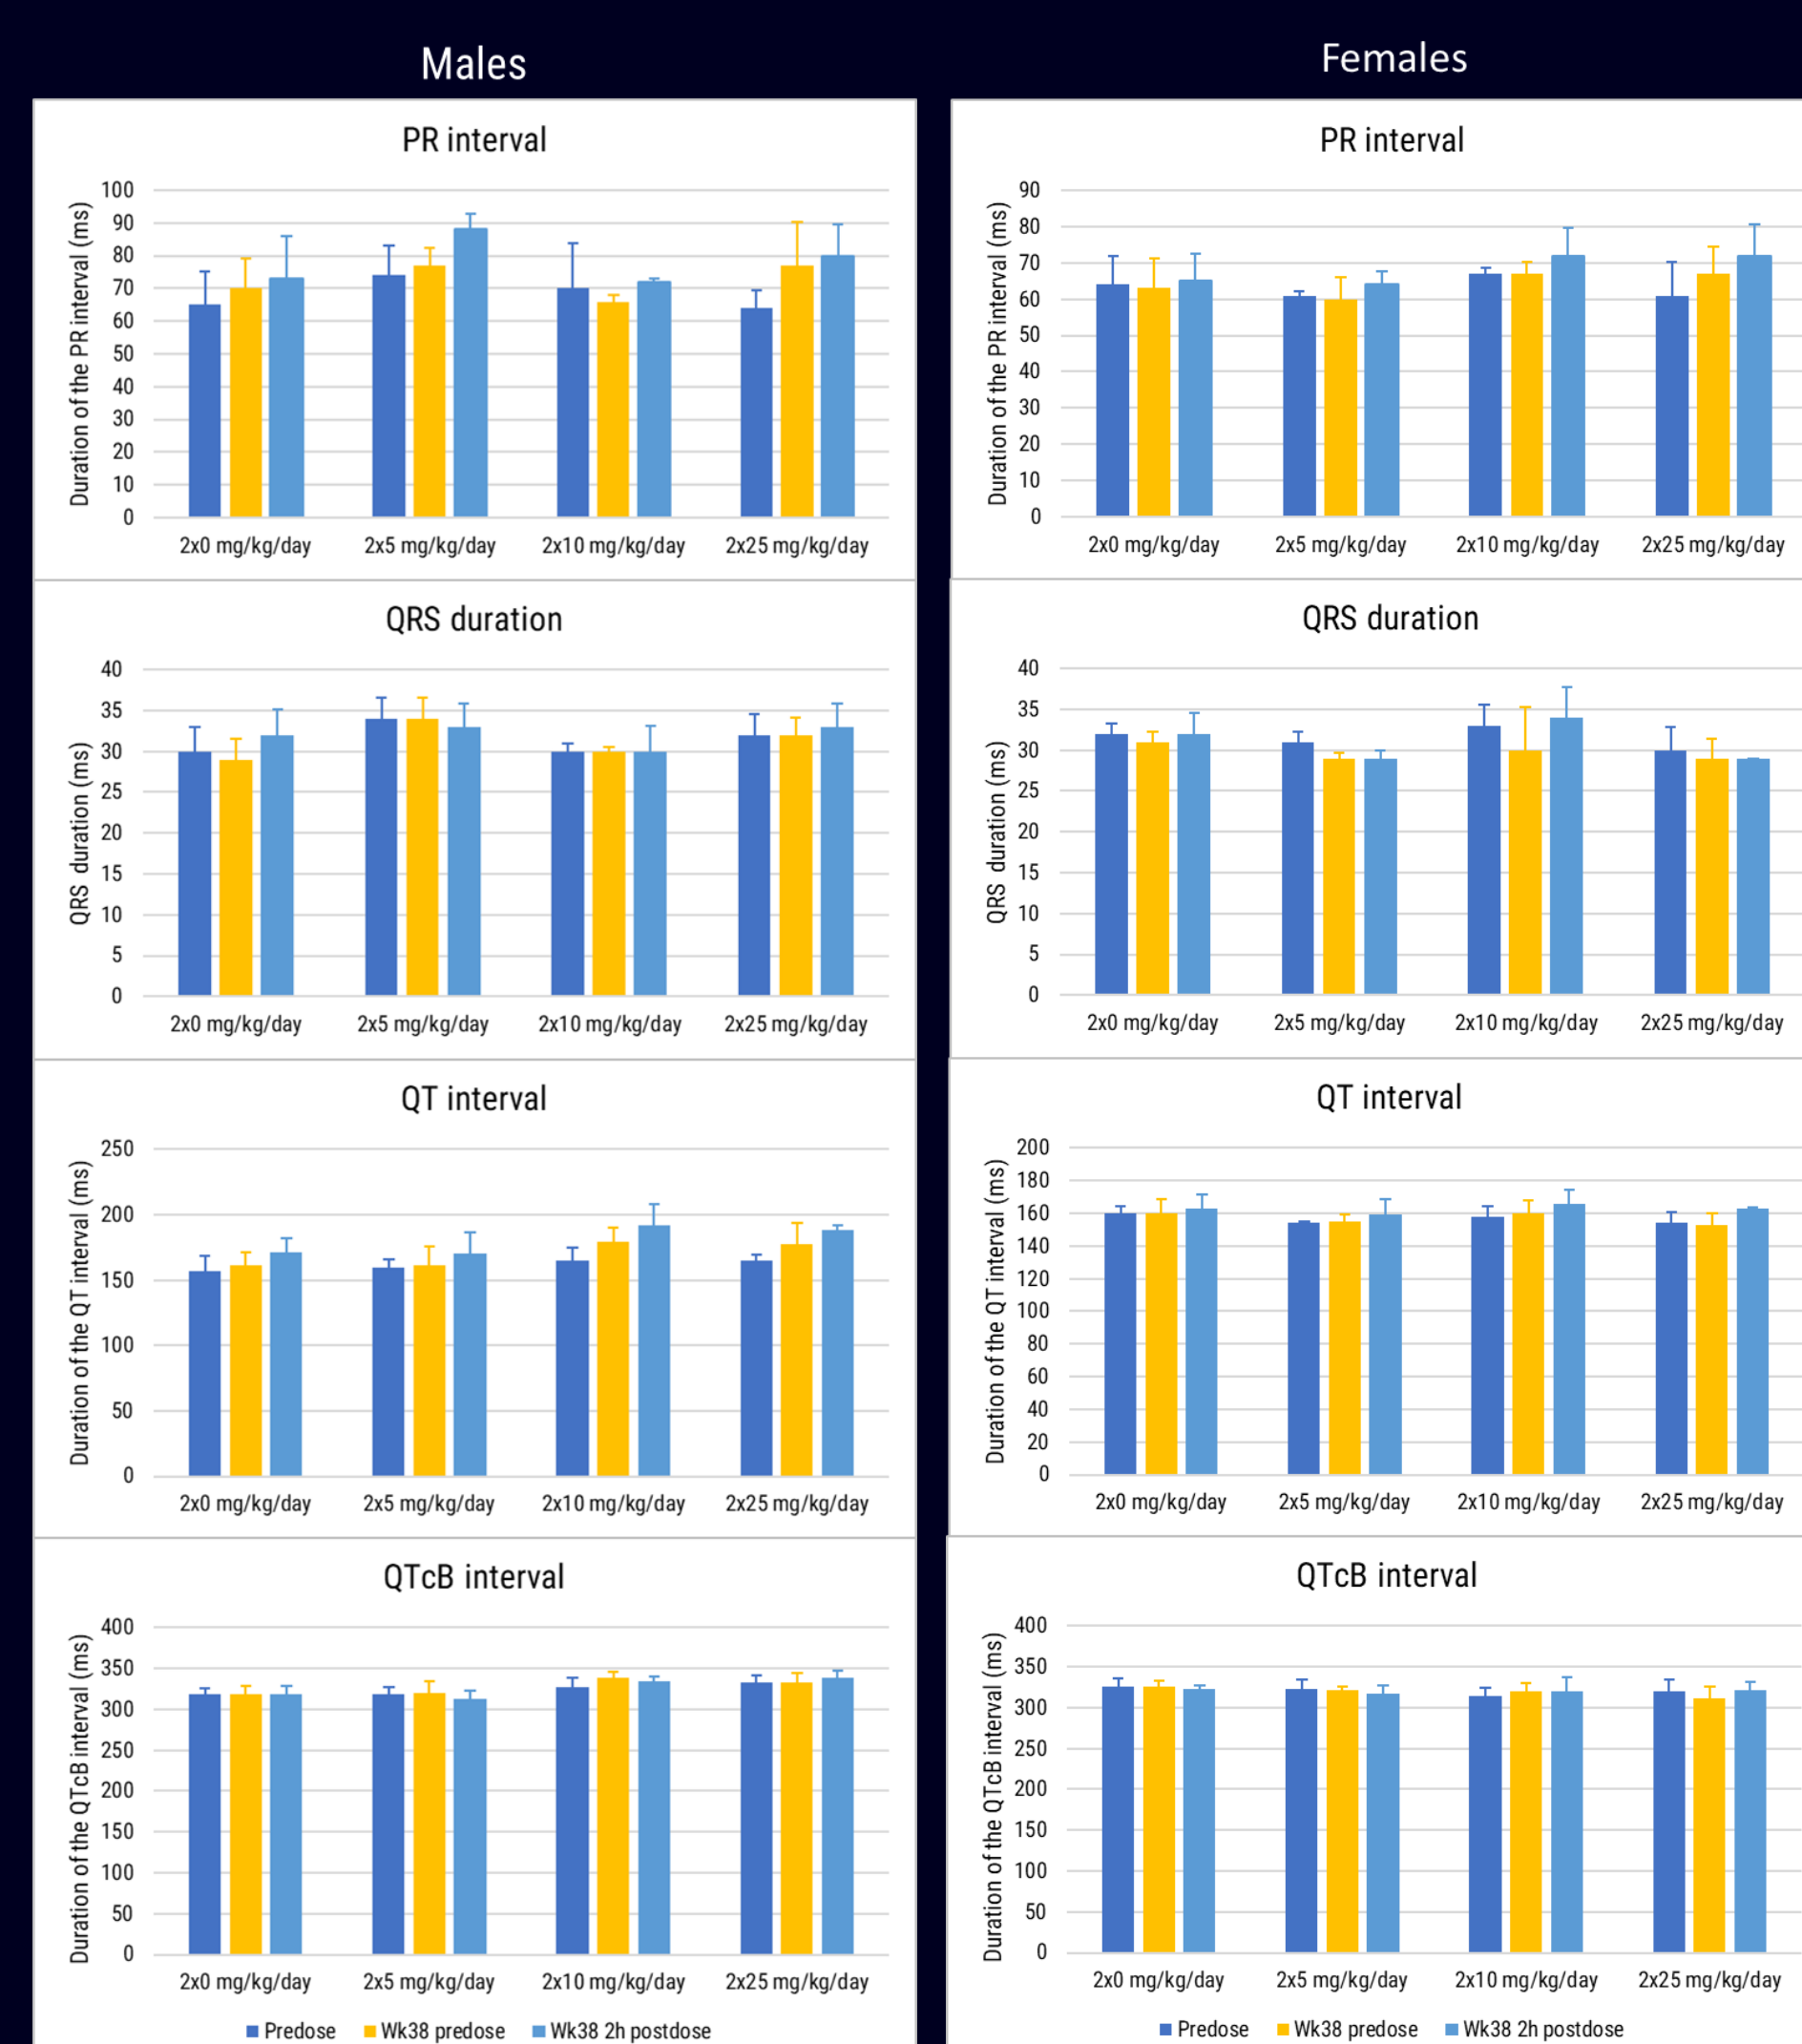 Males
Females
PR interval
Duration of the PR interval (ms)
100
90
80
70
60
50
40
30
20
10
0
2x0 mg/kg/day 2x5 mg/kg/day 2x10 mg/kg/day 2x25 mg/kg/day
PR interval
Duration of the PR interval (ms)
90
80
70
60
50
40
30
20
10
0
2x0 mg/kg/day 2x5 mg/kg/day 2x10 mg/kg/day 2x25 mg/kg/day
QRS duration
QRS duration (ms)
40
35
30
25
20
15
10
5
0
2x0 mg/kg/day 2x5 mg/kg/day 2x10 mg/kg/day 2x25 mg/kg/day
QRS duration
QRS duration (ms)
40
35
30
25
20
15
10
5
0
2x0 mg/kg/day 2x5 mg/kg/day 2x10 mg/kg/day 2x25 mg/kg/day
QT interval
Duration of the QT interval (ms)
250
200
150
100
50
0
2x0 mg/kg/day 2x5 mg/kg/day 2x10 mg/kg/day 2x25 mg/kg/day
QT interval
Duration of the QT interval (ms)
200
180
160
140
120
100
80
60
40
20
0
2x0 mg/kg/day 2x5 mg/kg/day 2x10 mg/kg/day 2x25 mg/kg/day
QTcB interval
Duration of the QTcB interval (ms)
400
350
300
250
200
150
100
50
0
2x0 mg/kg/day 2x5 mg/kg/day 2x10 mg/kg/day 2x25 mg/kg/day
Predose Wk38 predose Wk38 2h postdose
QTcB interval
Duration of the QTcB interval (ms)
400
350
300
250
200
150
100
50
0
2x0 mg/kg/day 2x5 mg/kg/day 2x10 mg/kg/day 2x25 mg/kg/day
Predose Wk38 predose Wk38 2h postdose